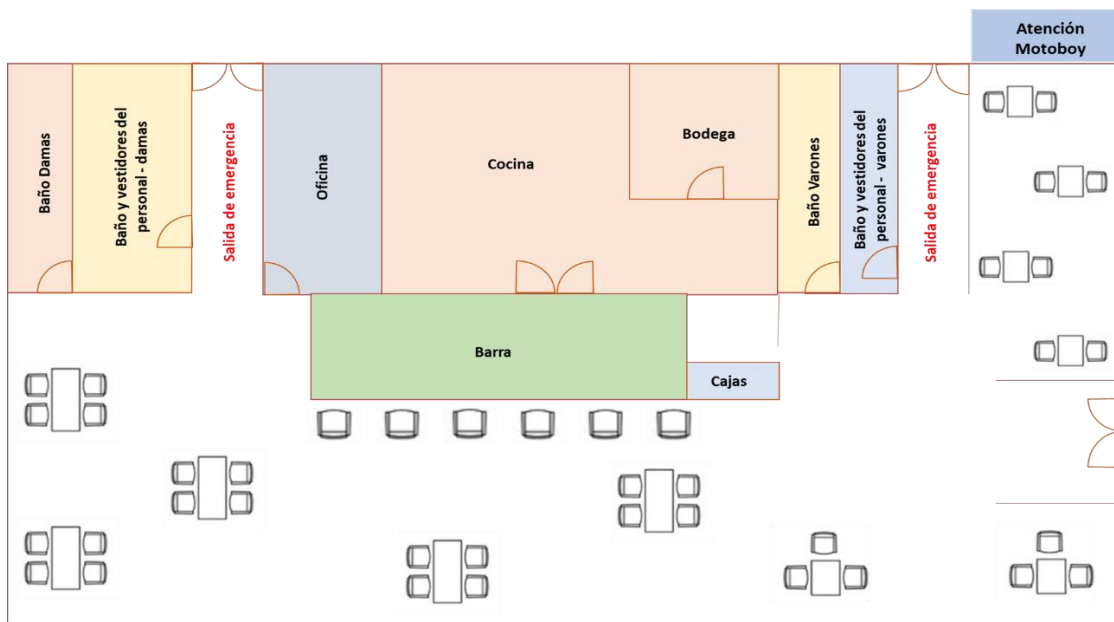 Atención
Motoboy
Baño Damas
Baño y vestidores del
personal - damas
Salida de emergencia
Oficina
Cocina
Bodega
Baño Varones
Baño y vestidores del
personal - varones
Salida de emergencia
Barra
Cajas